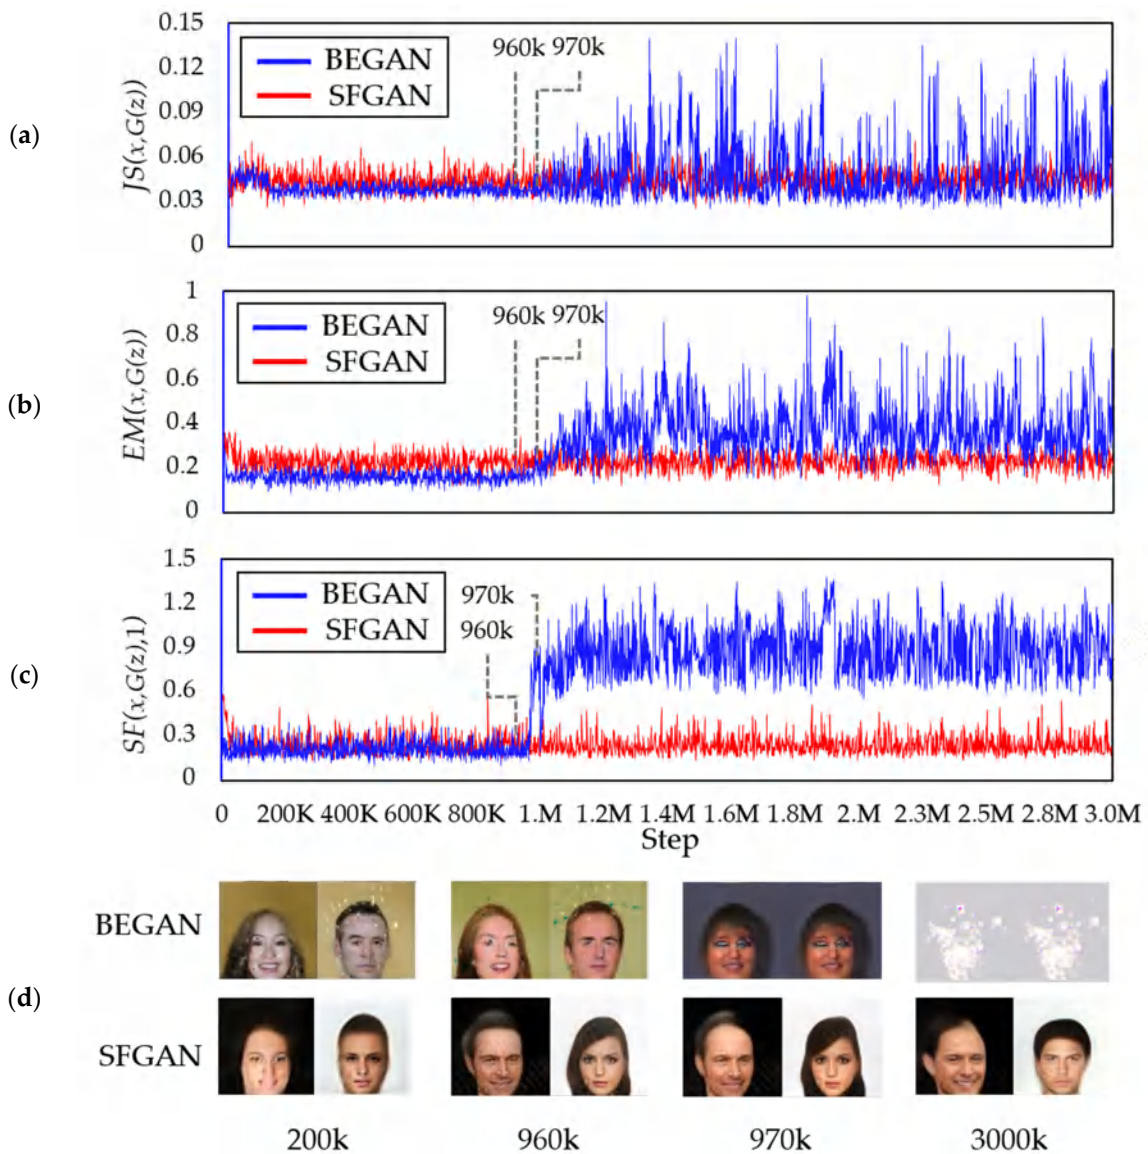 (a)
JS(x,G(z))
0.15
0.12
0.09
0.06
0.03
0
BEGAN
SFGAN
960k 970k
(b)
EM(x,G(z))
1
0.8
0.6
0.4
0.2
0
BEGAN
SFGAN
960k 970k
(c)
SF(x,G(z),1)
1.5
1.2
0.9
0.6
0.3
0
BEGAN
SFGAN
970k
960k
0 200K 400K 600K 800K 1.M 1.2M 1.4M 1.6M 1.8M 2.M 2.3M 2.5M 2.8M 3.0M
Step
(d)
BEGAN
SFGAN
200k 960k 970k 3000k